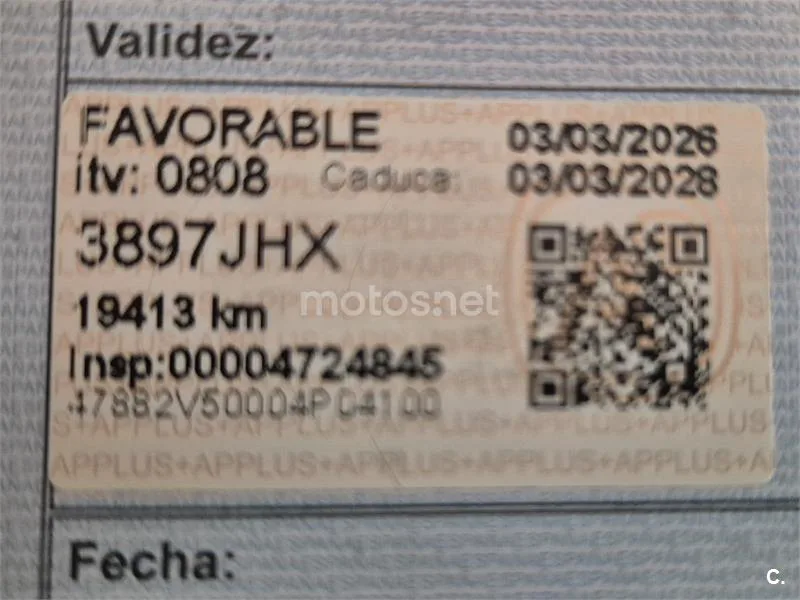 Validez:
FAVORABLE 03/03/2026
itv: 0808 Caduca: 03/03/2028
3897JHX
19413 km
motos.net
Insp:00004724845
47882V50004P04100
APPLUS+APPLUS+APPLUS+APPLUS+APPLUS+A
Fecha:
C.